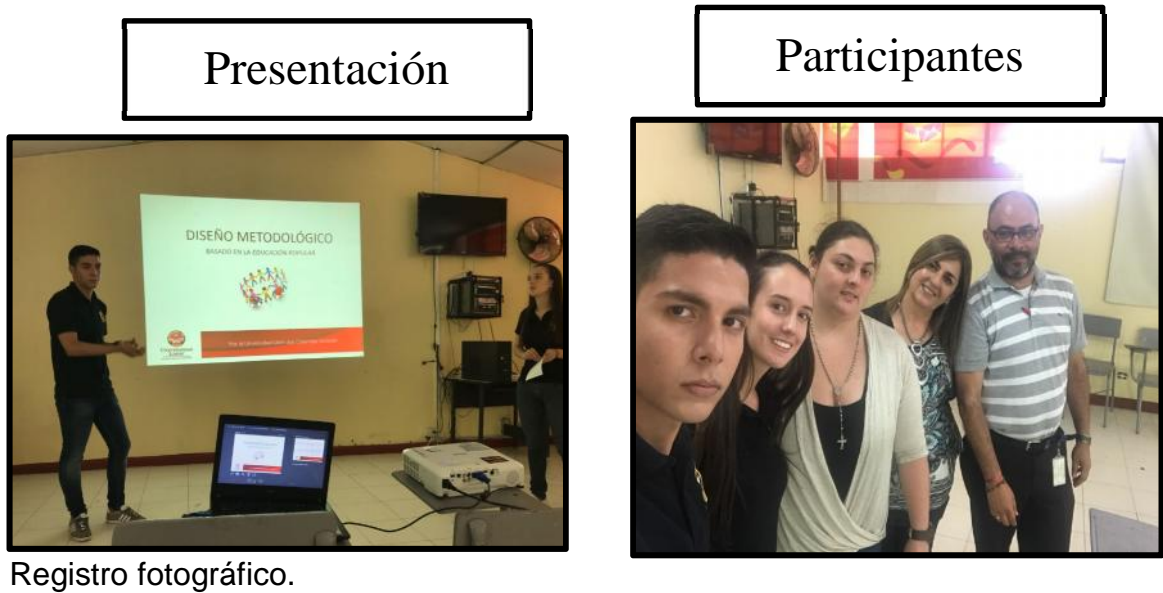 Presentación
Participantes
DISEÑO METODOLÓGICO
BASADO EN LA EDUCACIÓN POPULAR
Registro fotográfico.